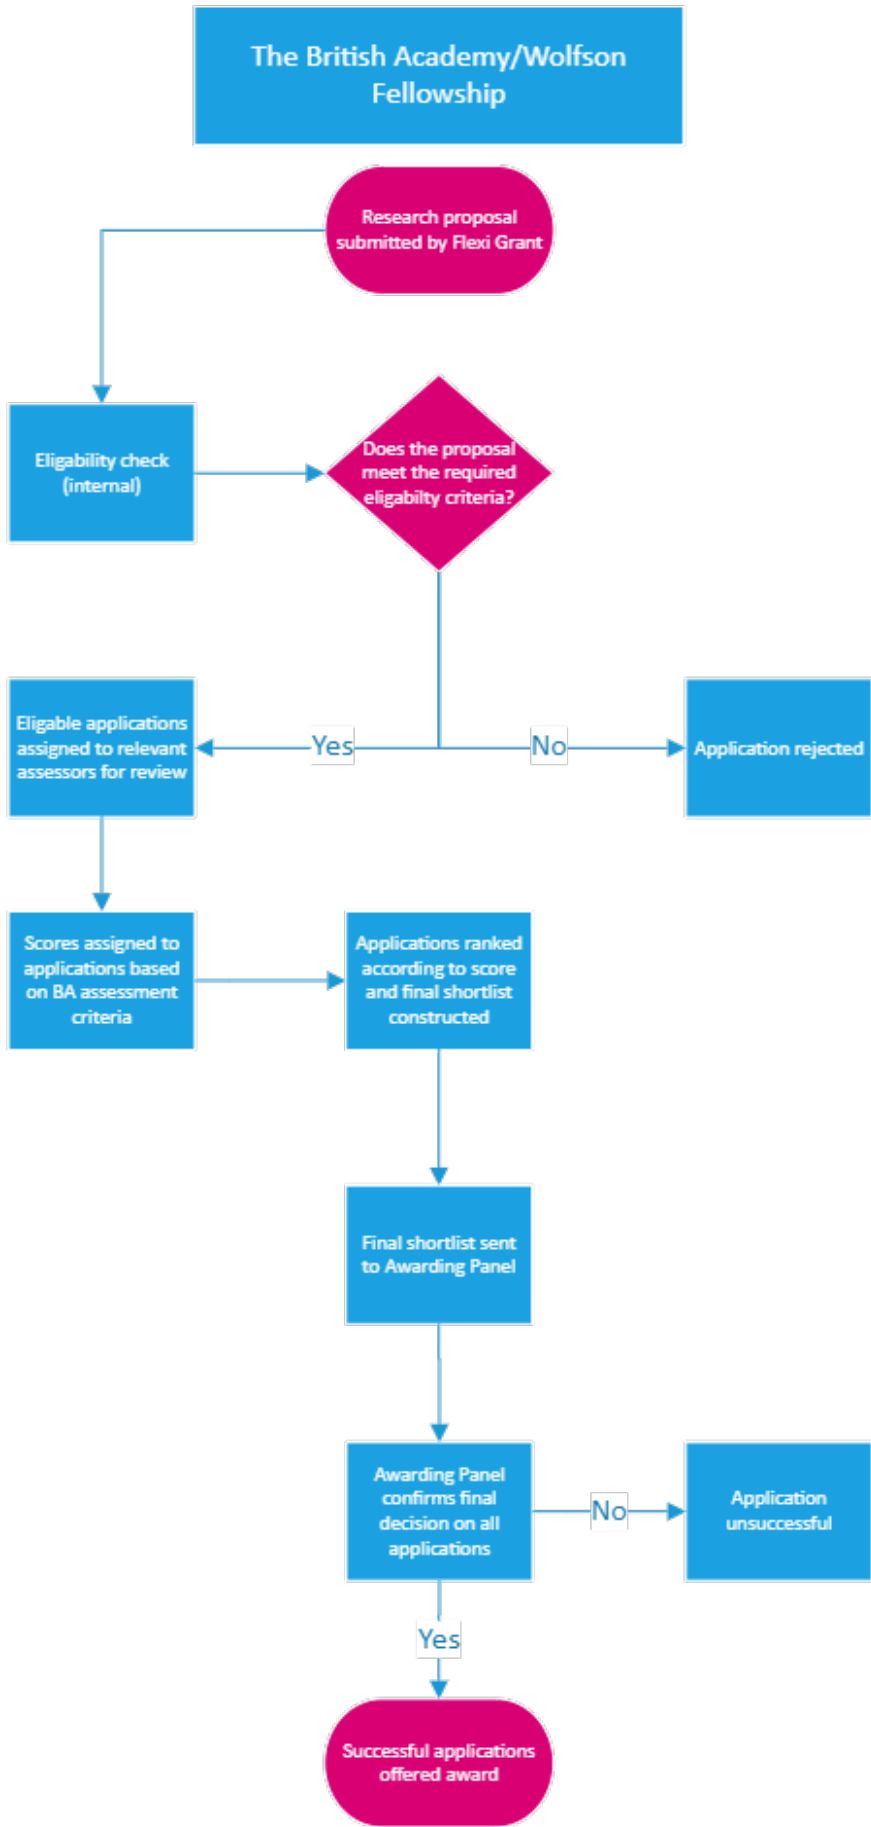 The British Academy/Wolfson
Fellowship
Research proposal
submitted by Flexi Grant
Eligability check
(internal)
Does the proposal
meet the required
eligabilty criteria?
Eligable applications
assigned to relevant
assessors for review
Yes
No
Application rejected
Scores assigned to
applications based
on BA assessment
criteria
Applications ranked
according to score
and final shortlist
constructed
Final shortlist sent
to Awarding Panel
Awarding Panel
confirms final
decision on all
applications
No
Application
unsuccessful
Yes
Successful applications
offered award